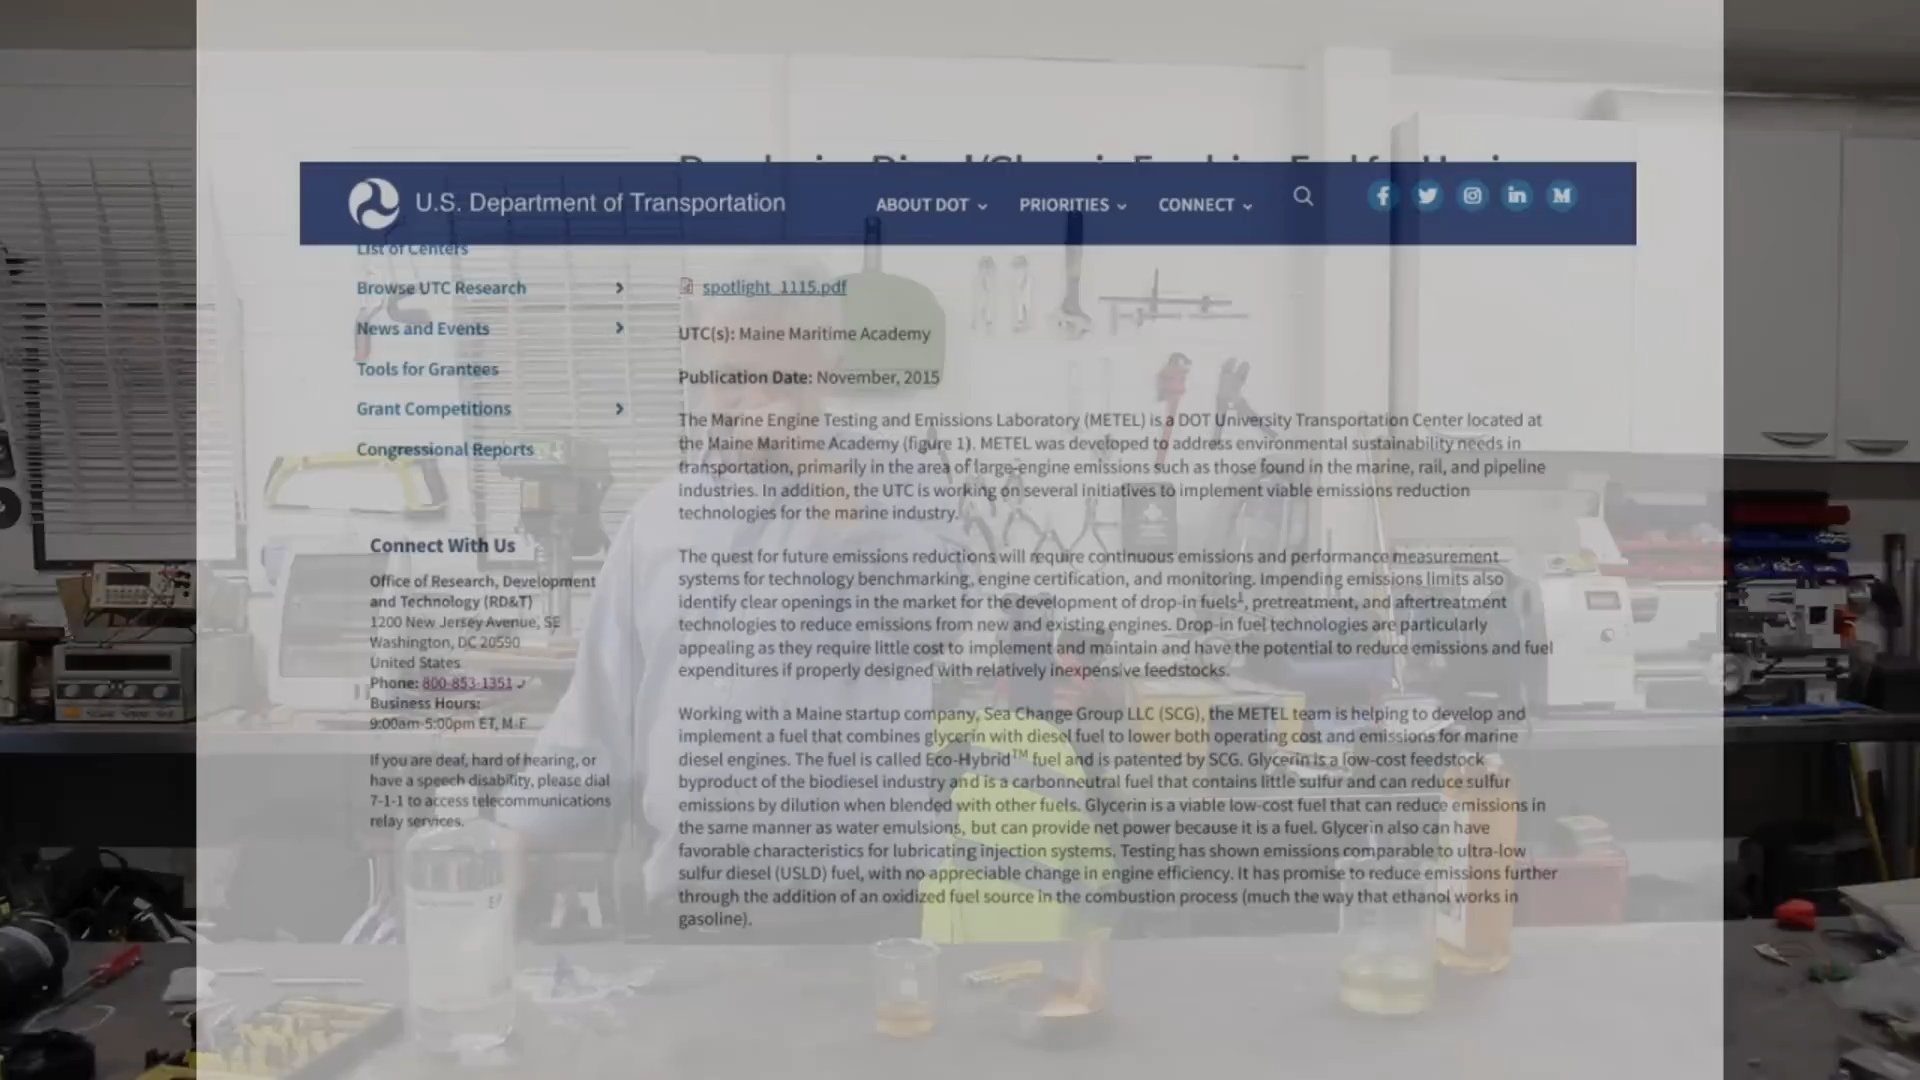 U.S. Department of Transportation
ABOUT DOT
PRIORITIES
CONNECT
List of Centers
Browse UTC Research
News and Events
Tools for Grantees
Grant Competitions
Congressional Reports
Connect With Us
Office of Research, Development
and Technology (RD&T)
1200 New Jersey Avenue, SE
Washington, DC 20590
United States
Phone: 800-853-1351
Business Hours:
9:00am-5:00pm ET, M-F
If you are deaf, hard of hearing, or
have a speech disability, please dial
7-1-1 to access telecommunications
relay services.
spotlight_1115.pdf
UTC(s): Maine Maritime Academy
Publication Date: November, 2015
The Marine Engine Testing and Emissions Laboratory (METEL) is a DOT University Transportation Center located at
the Maine Maritime Academy (figure 1). METEL was developed to address environmental sustainability needs in
transportation, primarily in the area of large-engine emissions such as those found in the marine, rail, and pipeline
industries. In addition, the UTC is working on several initiatives to implement viable emissions reduction
technologies for the marine industry.
The quest for future emissions reductions will require continuous emissions and performance measurement
systems for technology benchmarking, engine certification, and monitoring. Impending emissions limits also
identify clear openings in the market for the development of drop-in fuels¹, pretreatment, and aftertreatment
technologies to reduce emissions from new and existing engines. Drop-in fuel technologies are particularly
appealing as they require little cost to implement and maintain and have the potential to reduce emissions and fuel
expenditures if properly designed with relatively inexpensive feedstocks.
Working with a Maine startup company, Sea Change Group LLC (SCG), the METEL team is helping to develop and
implement a fuel that combines glycerin with diesel fuel to lower both operating cost and emissions for marine
diesel engines. The fuel is called Eco-Hybrid™ fuel and is patented by SCG. Glycerin is a low-cost feedstock
byproduct of the biodiesel industry and is a carbonneutral fuel that contains little sulfur and can reduce sulfur
emissions by dilution when blended with other fuels. Glycerin is a viable low-cost fuel that can reduce emissions in
the same manner as water emulsions, but can provide net power because it is a fuel. Glycerin also can have
favorable characteristics for lubricating injection systems. Testing has shown emissions comparable to ultra-low
sulfur diesel (USLD) fuel, with no appreciable change in engine efficiency. It has promise to reduce emissions further
through the addition of an oxidized fuel source in the combustion process (much the way that ethanol works in
gasoline).